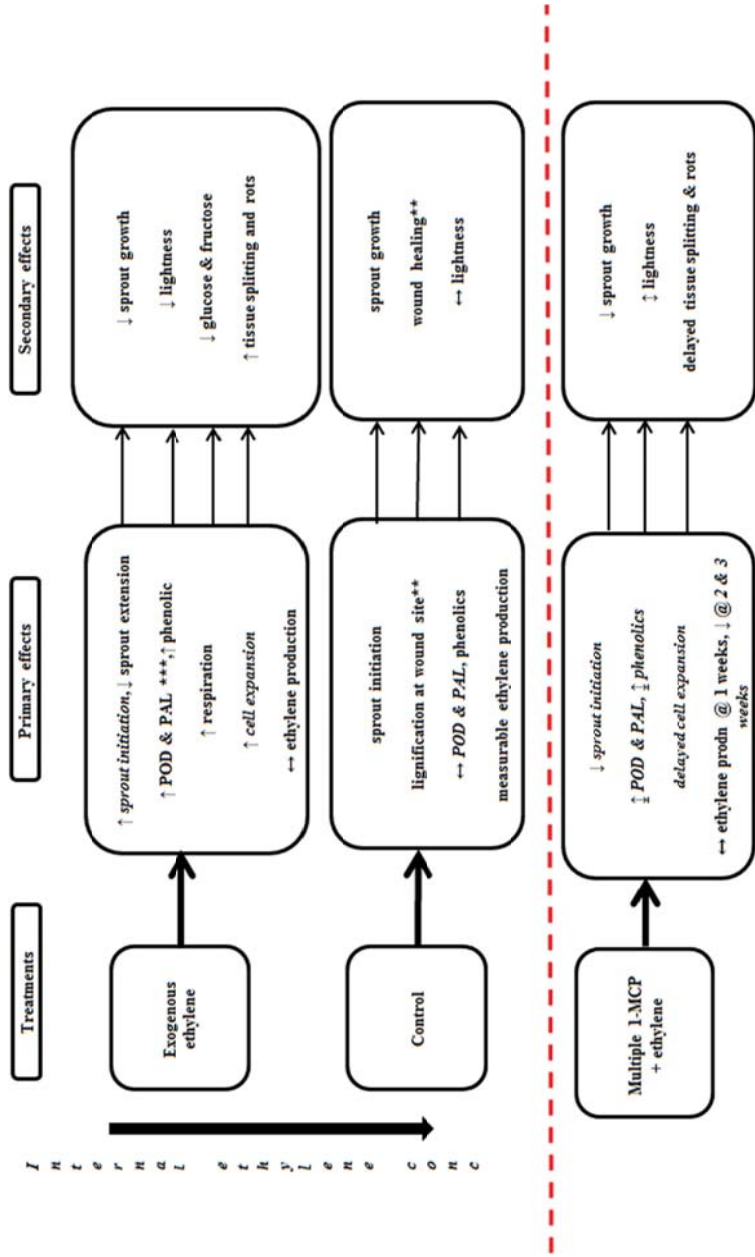 Treatments
Primary effects
Secondary effects
Internal ethylene conc
Exogenous
ethylene
↑ sprout initiation, ↓ sprout extension
↑ POD & PAL ***,↑ phenolic
↑ respiration
↑ cell expansion
↔ ethylene production
↓ sprout growth
↓ lightness
↓ glucose & fructose
↑ tissue splitting and rots
Control
sprout initiation
lignification at wound site**
↔ POD & PAL, phenolics
measurable ethylene production
sprout growth
wound healing**
↔ lightness
Multiple 1-MCP
+ ethylene
↓ sprout initiation
↕ POD & PAL, ↕ phenolics
delayed cell expansion
↔ ethylene prodn @ 1 weeks, ↓ @ 2 & 3
weeks
↓ sprout growth
↕ lightness
delayed tissue splitting & rots